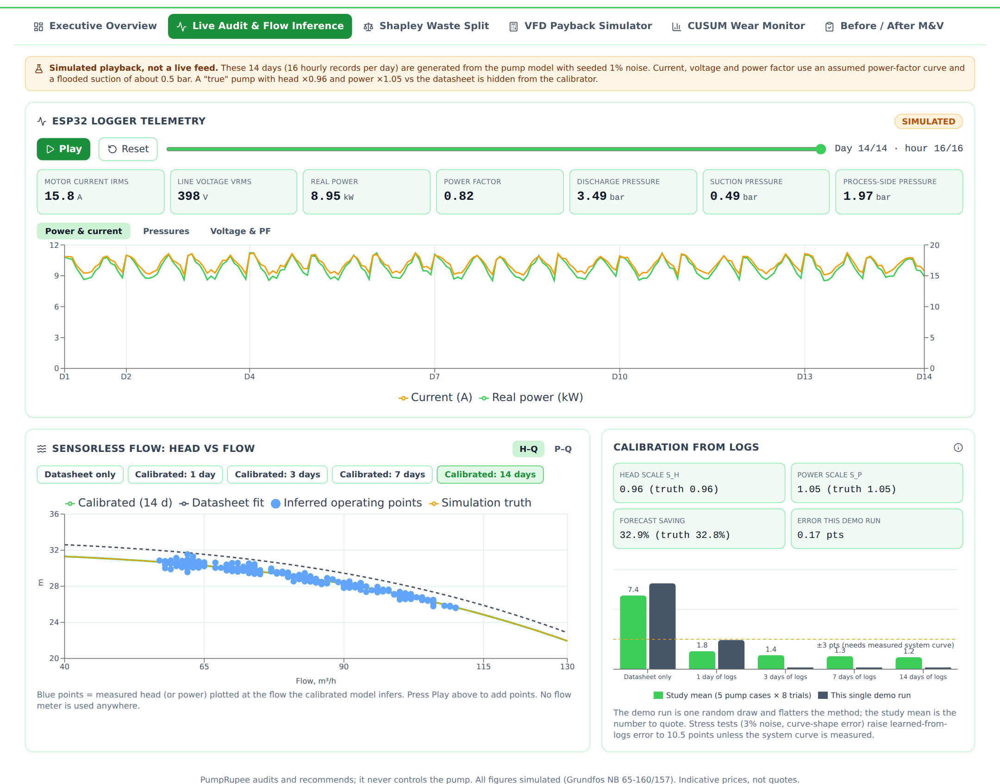 Executive Overview
Live Audit & Flow Inference
Shapley Waste Split
VFD Payback Simulator
CUSUM Wear Monitor
Before / After M&V
Simulated playback, not a live feed. These 14 days (16 hourly records per day) are generated from the pump model with seeded 1% noise. Current, voltage and power factor use an assumed power-factor curve and
a flooded suction of about 0.5 bar. A "true" pump with head ×0.96 and power ×1.05 vs the datasheet is hidden from the calibrator.
ESP32 LOGGER TELEMETRY
SIMULATED
Play
Reset
Day 14/14 · hour 16/16
MOTOR CURRENT IRMS
15.8 A
LINE VOLTAGE VRMS
398 V
REAL POWER
8.95 kW
POWER FACTOR
0.82
DISCHARGE PRESSURE
3.49 bar
SUCTION PRESSURE
0.49 bar
PROCESS-SIDE PRESSURE
1.97 bar
Power & current
Pressures
Voltage & PF
12
9
6
3
0
20
15
10
5
0
D1
D2
D4
D7
D10
D13
D14
Current (A)
Real power (kW)
SENSORLESS FLOW: HEAD VS FLOW
H–Q
P–Q
Datasheet only
Calibrated: 1 day
Calibrated: 3 days
Calibrated: 7 days
Calibrated: 14 days
Calibrated (14 d)
Datasheet fit
Inferred operating points
Simulation truth
36
32
28
24
20
m
40
65
90
115
130
Flow, m³/h
Blue points = measured head (or power) plotted at the flow the calibrated model infers. Press Play above to add points. No flow
meter is used anywhere.
CALIBRATION FROM LOGS
HEAD SCALE S_H
0.96 (truth 0.96)
POWER SCALE S_P
1.05 (truth 1.05)
FORECAST SAVING
32.9% (truth 32.8%)
ERROR THIS DEMO RUN
0.17 pts
7.4
1.8
1.4
±3 pts (needs measured system curve)
1.3
1.2
Datasheet only
1 day of logs
3 days of logs
7 days of logs
14 days of logs
Study mean (5 pump cases × 8 trials)
This single demo run
The demo run is one random draw and flatters the method; the study mean is the
number to quote. Stress tests (3% noise, curve-shape error) raise learned-from-
logs error to 10.5 points unless the system curve is measured.
PumpRupee audits and recommends; it never controls the pump. All figures simulated (Grundfos NB 65-160/157). Indicative prices, not quotes.